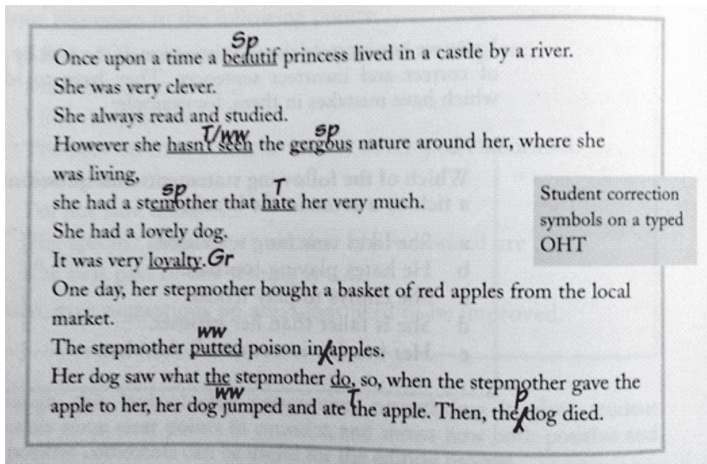 Sp
Once upon a time a beautif princess lived in a castle by a river.
She was very clever.
She always read and studied.
T/ww sp
However she hasn't seen the gergous nature around her, where she
was living,
sp T
she had a stemother that hate her very much.
She had a lovely dog.
It was very loyalty. Gr
One day, her stepmother bought a basket of red apples from the local
market.
ww
The stepmother putted poison in/apples.
Her dog saw what the stepmother do, so, when the stepmother gave the
ww T p
apple to her, her dog jumped and ate the apple. Then, the/dog died.
Student correction
symbols on a typed
OHT